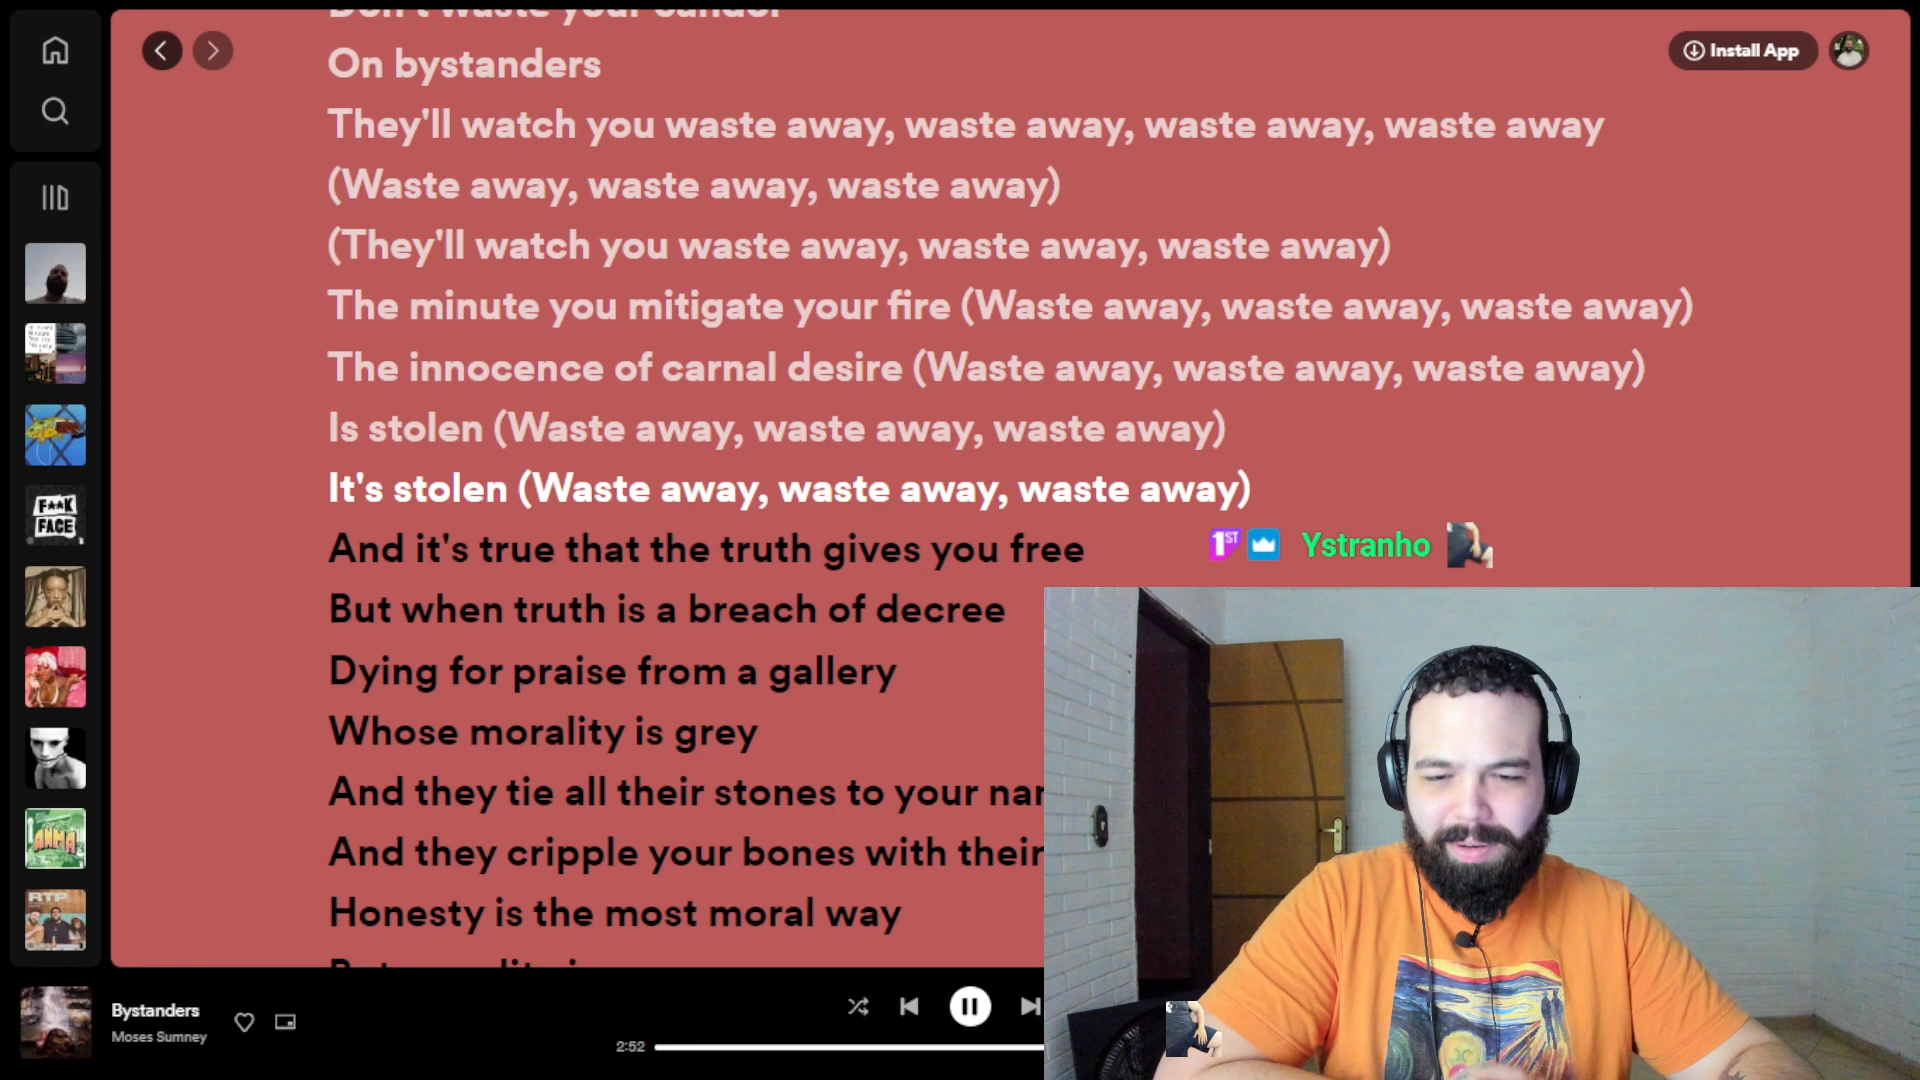 On bystanders
Install App
They'll watch you waste away, waste away, waste away, waste away
(Waste away, waste away, waste away)
(They'll watch you waste away, waste away, waste away)
The minute you mitigate your fire (Waste away, waste away, waste away)
The innocence of carnal desire (Waste away, waste away, waste away)
Is stolen (Waste away, waste away, waste away)
It's stolen (Waste away, waste away, waste away)
And it's true that the truth gives you free
1ST Ystranho
But when truth is a breach of decree
Dying for praise from a gallery
Whose morality is grey
And they tie all their stones to your
And they cripple your bones with their
Honesty is the most moral way
F**K
FACE
ANMA
RTP
Bystanders
Moses Sumney
2:52